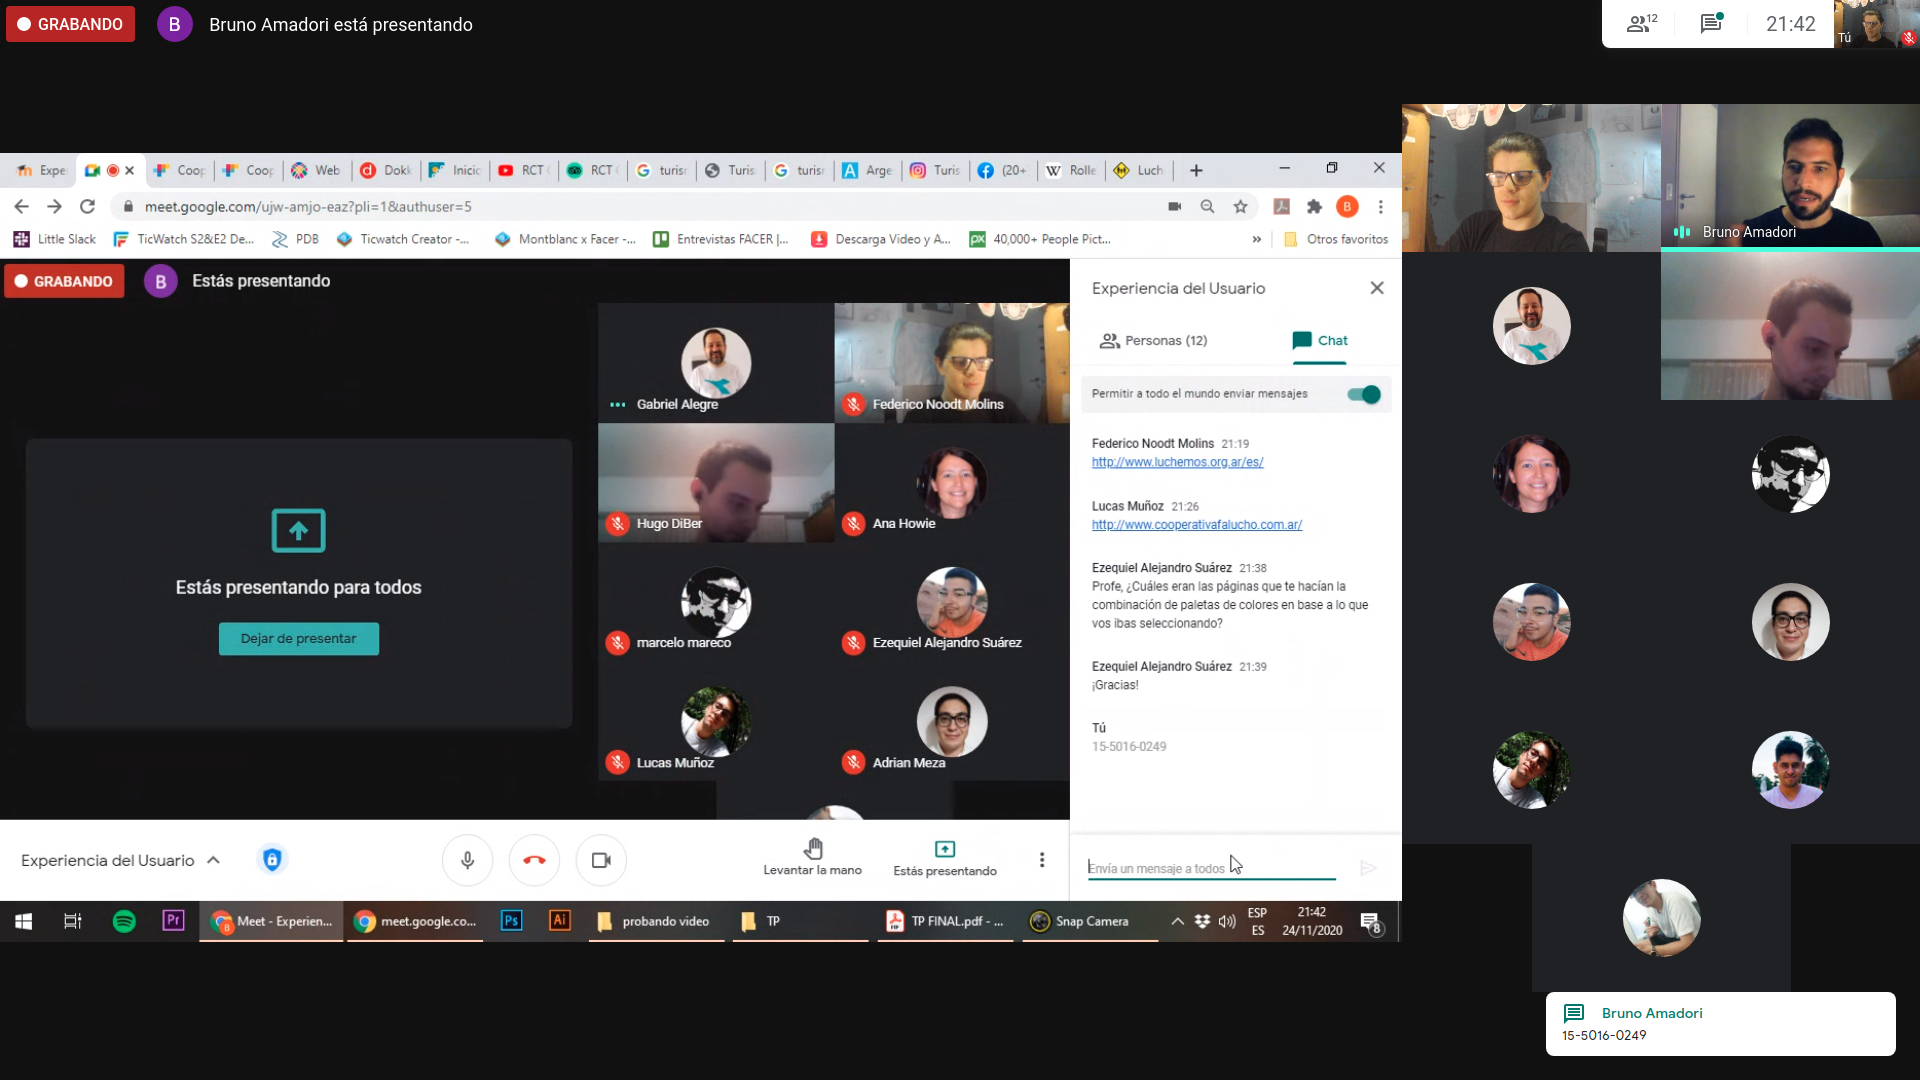 GRABANDO
B
Bruno Amadori está presentando
12
21:42
Tú
Expe
Coop
Coop
Web
Dokk
Inicio
RCT
RCT
turis
Turis
turis
Arge
Turis
(20+
Rolle
Luch
meet.google.com/ujw-amjo-eaz?pli=1&authuser=5
B
Little Slack
TicWatch S2&E2 De...
PDB
Ticwatch Creator -...
Montblanc x Facer -...
Entrevistas FACER |...
Descarga Video y A...
40,000+ People Pict...
»
Otros favoritos
GRABANDO
B
Estás presentando
Estás presentando para todos
Dejar de presentar
Gabriel Alegre
Federico Noodt Molins
Hugo DiBer
Ana Howie
marcelo mareco
Ezequiel Alejandro Suárez
Lucas Muñoz
Adrian Meza
Experiencia del Usuario
Personas (12)
Chat
Permitir a todo el mundo enviar mensajes
Federico Noodt Molins 21:19
http://www.luchemos.org.ar/es/
Lucas Muñoz 21:26
http://www.cooperativafalucho.com.ar/
Ezequiel Alejandro Suárez 21:38
Profe, ¿Cuáles eran las páginas que te hacían la
combinación de paletas de colores en base a lo que
vos ibas seleccionando?
Ezequiel Alejandro Suárez 21:39
¡Gracias!
Tú
15-5016-0249
Envía un mensaje a todos
Experiencia del Usuario
Levantar la mano
Estás presentando
Pr
Meet - Experien...
meet.google.co...
Ps
Ai
probando video
TP
TP FINAL.pdf - ...
Snap Camera
ESP
ES
21:42
24/11/2020
8
Bruno Amadori
Bruno Amadori
15-5016-0249